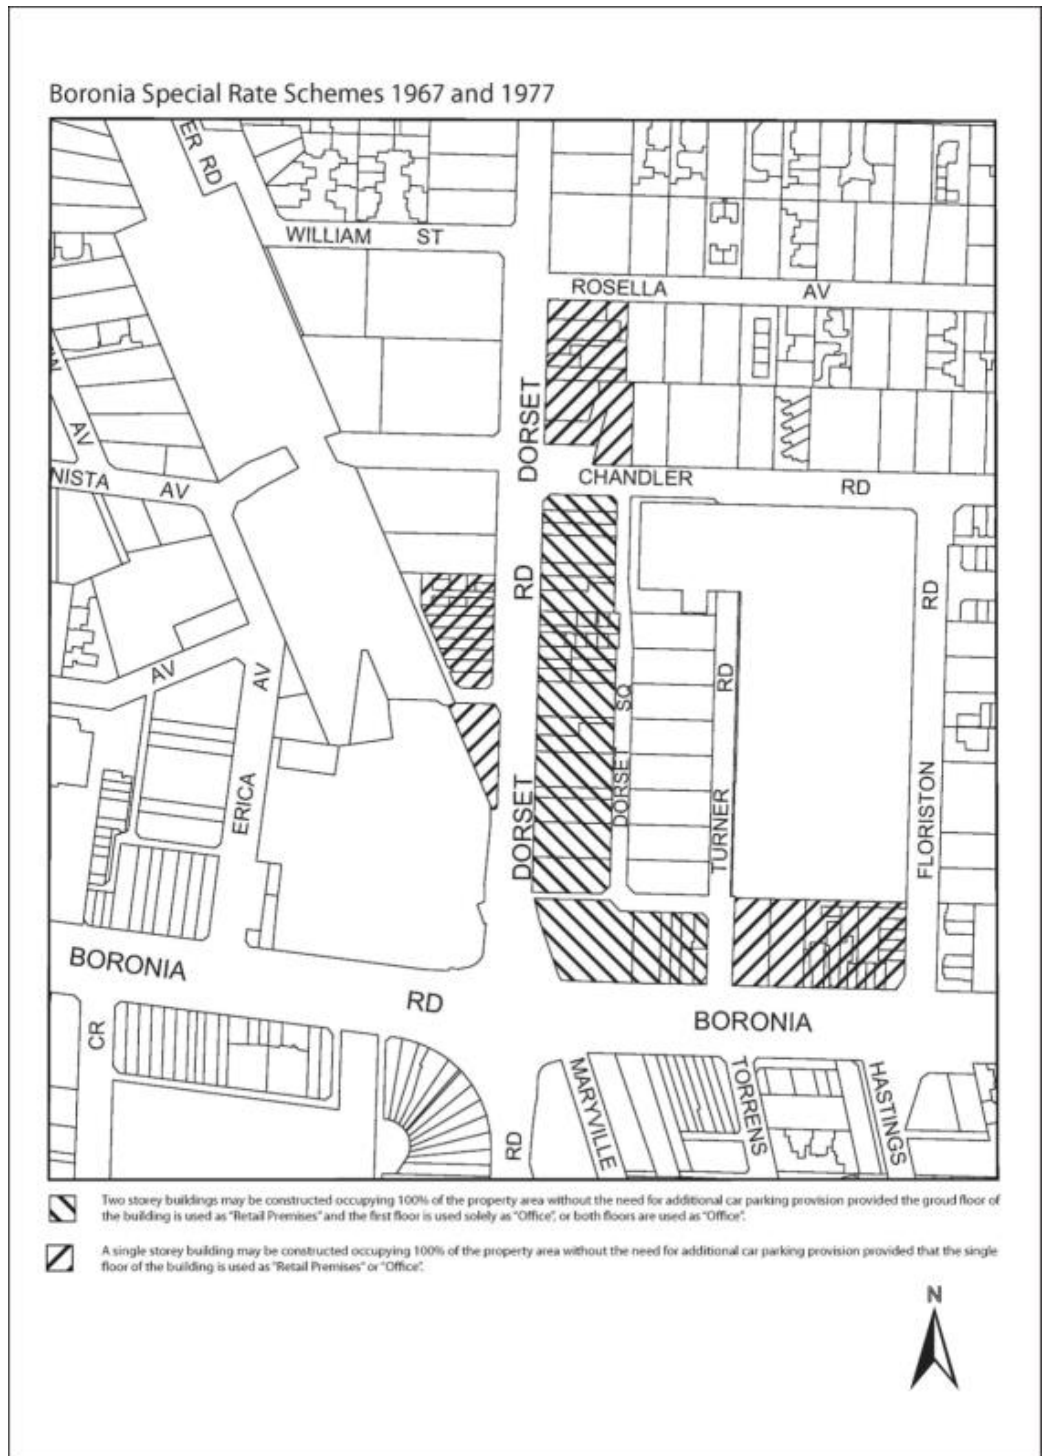 Boronia Special Rate Schemes 1967 and 1977
ER RD
WILLIAM ST
ROSELLA AV
DORSET
AV
CHANDLER RD
NISTA AV
RD
RD
AV
AV
SQ
RD
DORSET
DORSET
ERICA
TURNER
FLORISTON
BORONIA
RD
BORONIA
CR
RD
MARYVILLE
TORRENS
HASTINGS
Two storey buildings may be constructed occupying 100% of the property area without the need for additional car parking provision provided the groud floor of
the building is used as "Retail Premises" and the first floor is used solely as "Office", or both floors are used as "Office".
A single storey building may be constructed occupying 100% of the property area without the need for additional car parking provision provided that the single
floor of the building is used as "Retail Premises" or "Office".
N